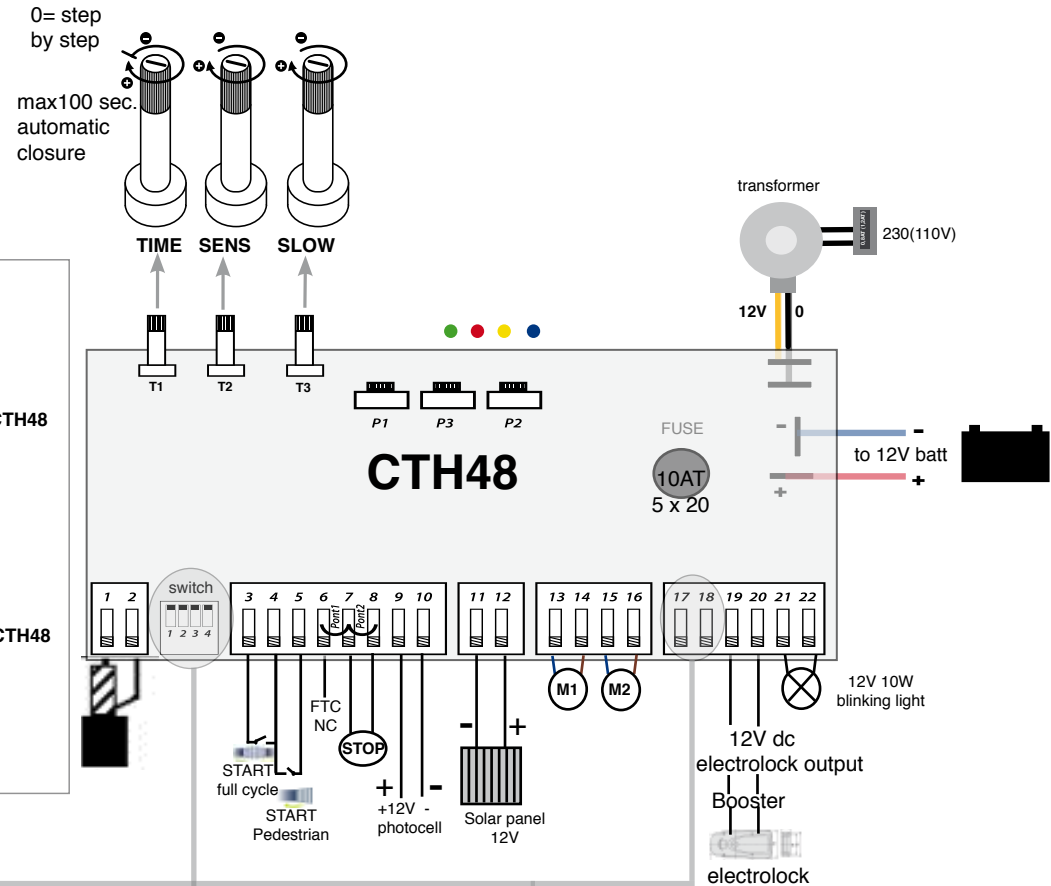 0= step
by step
max100 sec.
automatic
closure
TIME SENS SLOW
transformer
0,8AT (1,2AT)
230(110V)
12V 0
T1 T2 T3
P1 P3 P2
CTH48
CTH48
CTH48
FUSE
10AT
5 x 20
-
+
to 12V batt
-
+
1 2
switch
1 2 3 4
3 4 5 6 7 8 9 10
Pont1 Pont2
11 12
13 14 15 16
17 18 19 20 21 22
FTC
NC
STOP
START
full cycle
START
Pedestrian
+ -
+12V -
photocell
- +
Solar panel
12V
M1 M2
12V 10W
blinking light
12V dc
electrolock output
Booster
electrolock